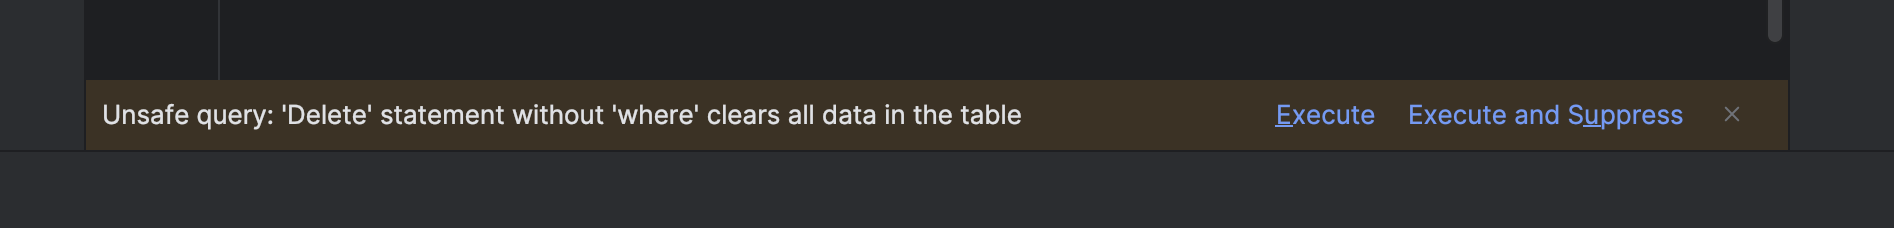 Unsafe query: 'Delete' statement without 'where' clears all data in the table Execute Execute and Suppress